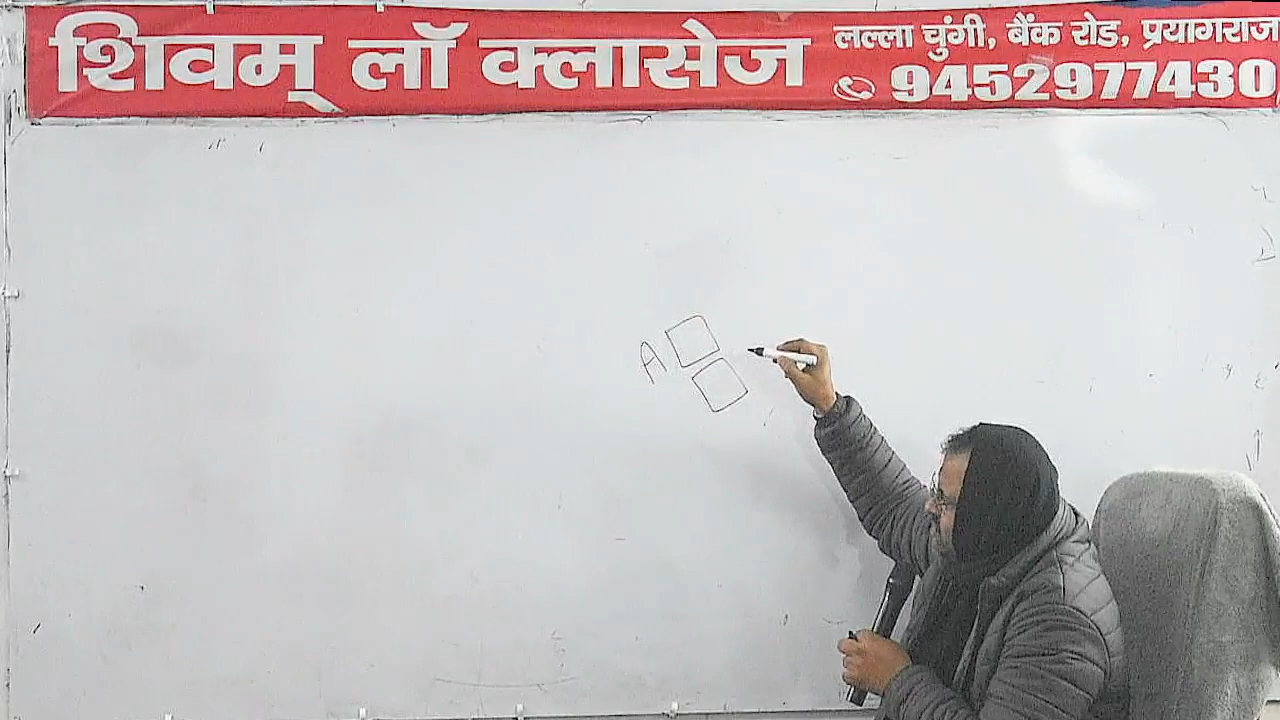 शिवम् लॉ क्लासेज
लल्ला चुंगी, बैंक रोड, प्रयागराज
9452977430
A